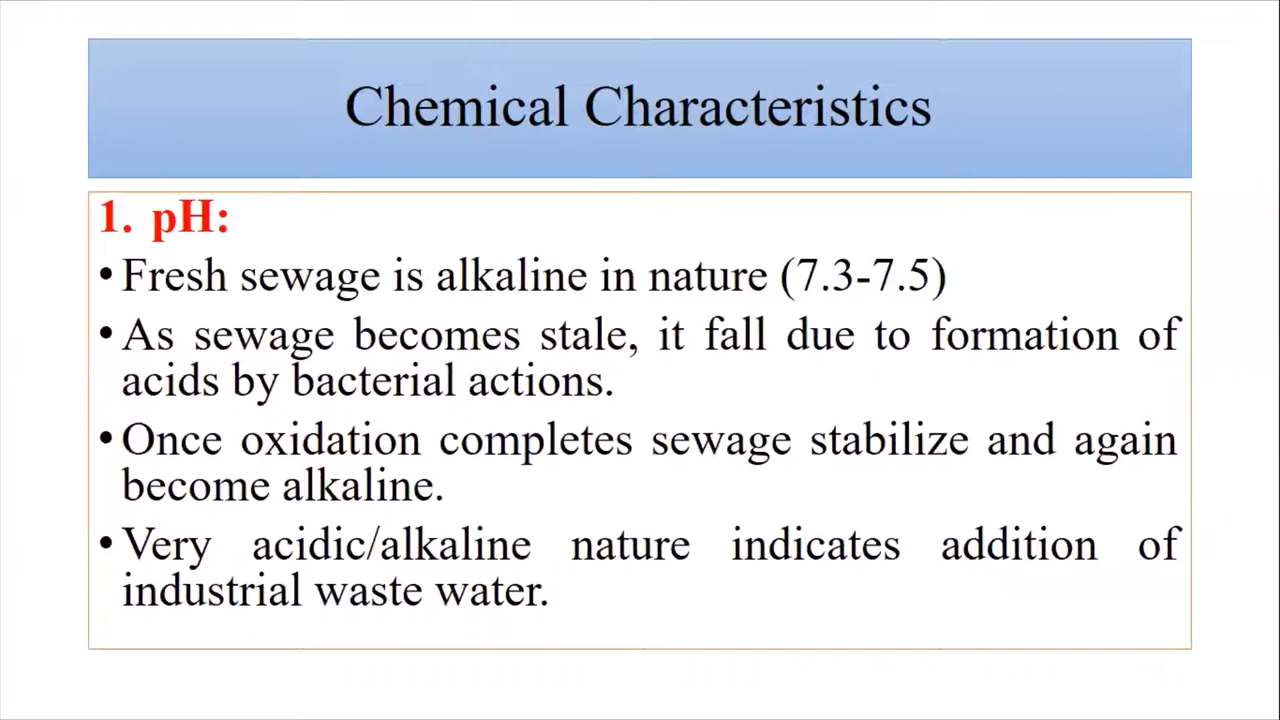 Chemical Characteristics
1. pH:
•Fresh sewage is alkaline in nature (7.3-7.5)
•As sewage becomes stale, it fall due to formation of
acids by bacterial actions.
•Once oxidation completes sewage stabilize and again
become alkaline.
•Very acidic/alkaline nature indicates addition of
industrial waste water.